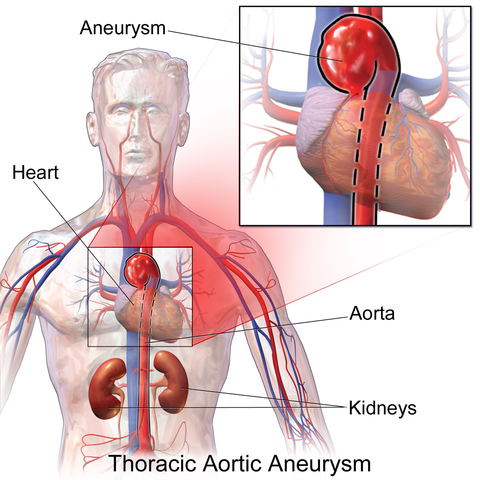 Aneurysm
Heart
Aorta
Kidneys
Thoracic Aortic Aneurysm